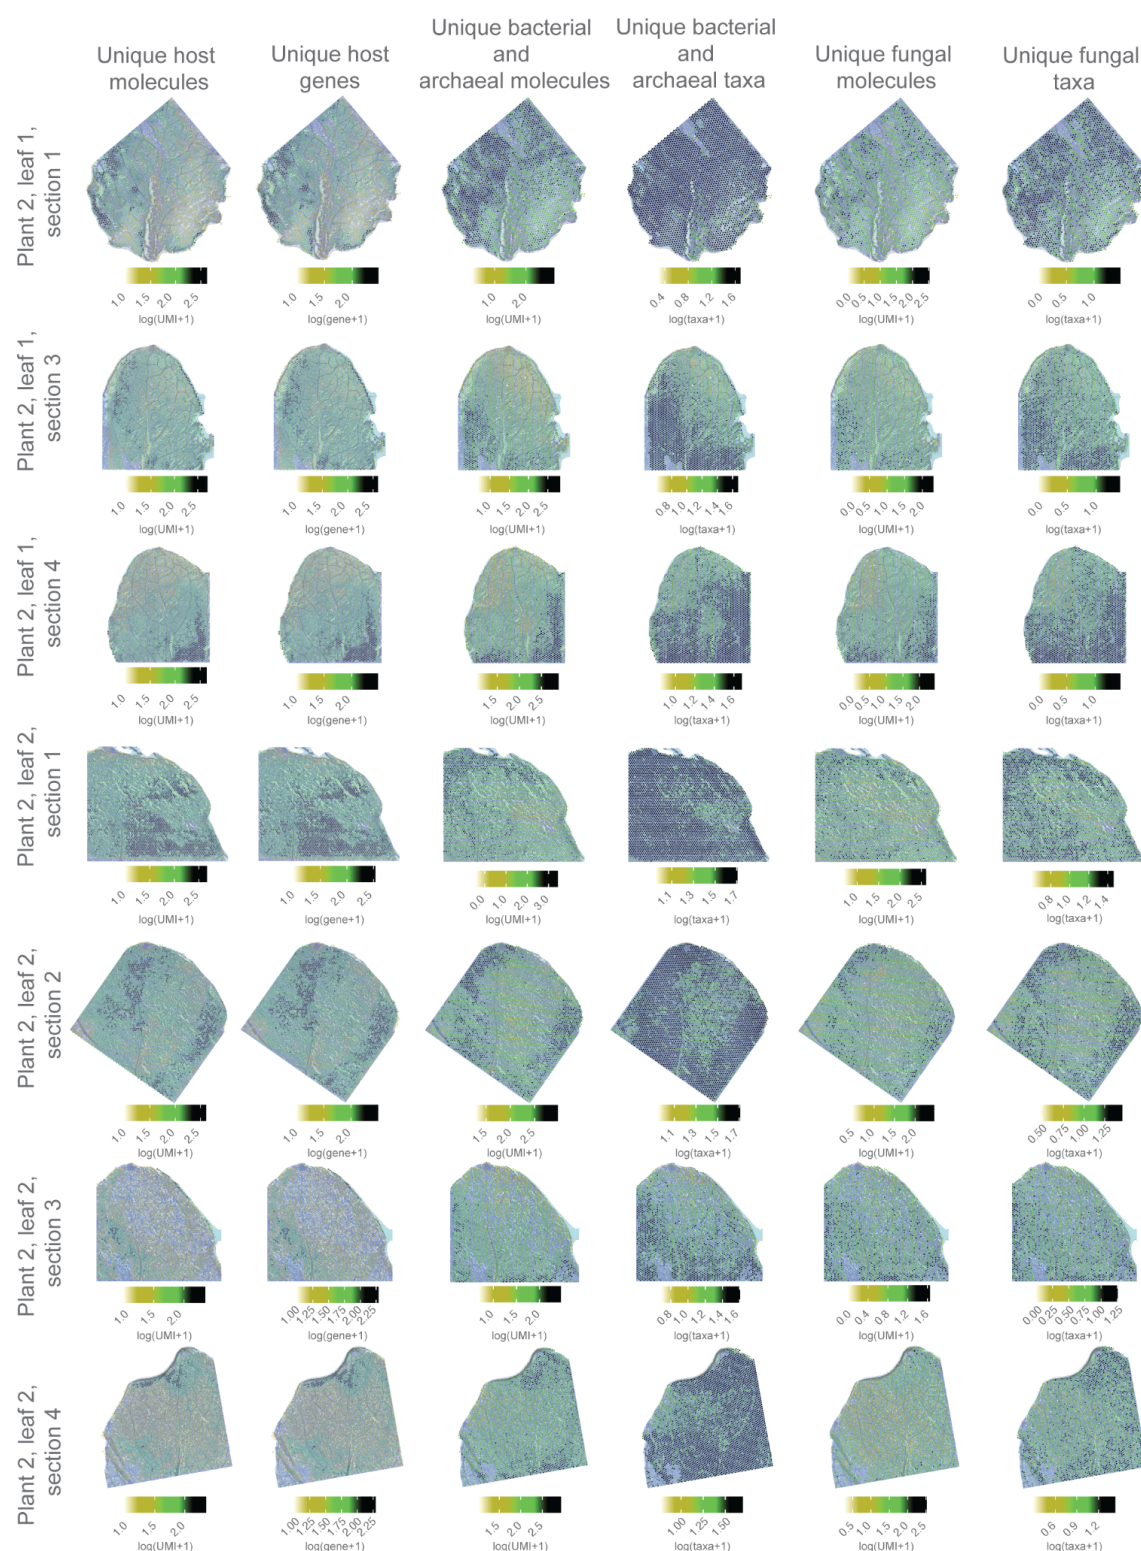 Unique host
molecules
Unique host
genes
Unique bacterial
and
archaeal molecules
Unique bacterial
and
archaeal taxa
Unique fungal
molecules
Unique fungal
taxa
Plant 2, leaf 1,
section 1
1.0 1.5 2.0 2.5
log(UMI+1)
1.0 1.5 2.0
log(gene+1)
1.0 2.0
log(UMI+1)
0.4 0.8 1.2 1.6
log(taxa+1)
0.0 0.5 1.0 1.5 2.0 2.5
log(UMI+1)
0.0 0.5 1.0
log(taxa+1)
Plant 2, leaf 1,
section 3
1.0 1.5 2.0 2.5
log(UMI+1)
1.0 1.5 2.0 2.5
log(gene+1)
1.0 1.5 2.0 2.5
log(UMI+1)
0.8 1.0 1.2 1.4 1.6
log(taxa+1)
0.0 0.5 1.0 1.5 2.0
log(UMI+1)
0.0 0.5 1.0
log(taxa+1)
Plant 2, leaf 1,
section 4
1.0 1.5 2.0 2.5
log(UMI+1)
1.0 1.5 2.0
log(gene+1)
1.5 2.0 2.5
log(UMI+1)
1.0 1.2 1.4 1.6
log(taxa+1)
0.0 0.5 1.0 1.5 2.0
log(UMI+1)
0.0 0.5 1.0
log(taxa+1)
Plant 2, leaf 2,
section 1
1.0 1.5 2.0 2.5
log(UMI+1)
1.0 1.5 2.0 2.5
log(gene+1)
0.0 1.0 2.0 3.0
log(UMI+1)
1.1 1.3 1.5 1.7
log(taxa+1)
1.0 1.5 2.0 2.5
log(UMI+1)
0.8 1.0 1.2 1.4
log(taxa+1)
Plant 2, leaf 2,
section 2
1.0 1.5 2.0 2.5
log(UMI+1)
1.0 1.5 2.0
log(gene+1)
1.5 2.0 2.5
log(UMI+1)
1.1 1.3 1.5 1.7
log(taxa+1)
0.5 1.0 1.5 2.0
log(UMI+1)
0.50 0.75 1.00 1.25
log(taxa+1)
Plant 2, leaf 2,
section 3
1.0 1.5 2.0
log(UMI+1)
1.00 1.25 1.50 1.75 2.00 2.25
log(gene+1)
1.0 1.5 2.0
log(UMI+1)
0.8 1.0 1.2 1.4 1.6
log(taxa+1)
0.0 0.4 0.8 1.2 1.6
log(UMI+1)
0.00 0.25 0.50 0.75 1.00 1.25
log(taxa+1)
Plant 2, leaf 2,
section 4
1.0 1.5 2.0
log(UMI+1)
1.00 1.25 1.50 1.75 2.00 2.25
log(gene+1)
1.0 1.5 2.0 2.5
log(UMI+1)
1.00 1.25 1.50
log(taxa+1)
0.5 1.0 1.5 2.0 2.5
log(UMI+1)
0.6 0.9 1.2
log(taxa+1)